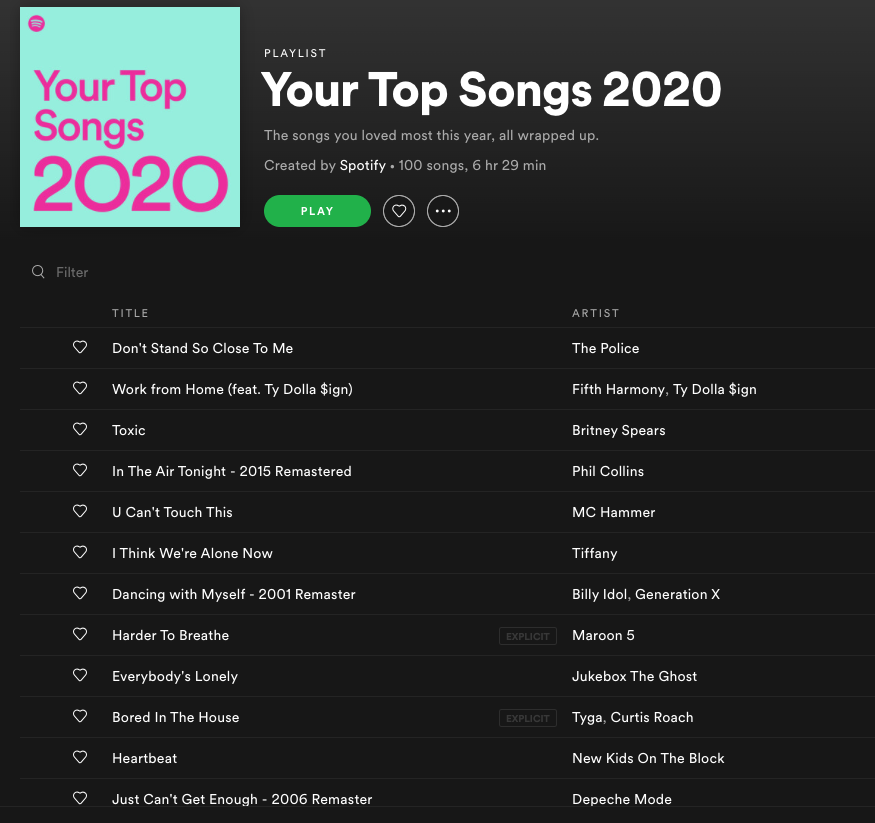 Your Top
Songs
2020
PLAYLIST
Your Top Songs 2020
The songs you loved most this year, all wrapped up.
Created by Spotify • 100 songs, 6 hr 29 min
PLAY
Filter
TITLE ARTIST
Don't Stand So Close To Me The Police
Work from Home (feat. Ty Dolla $ign) Fifth Harmony, Ty Dolla $ign
Toxic Britney Spears
In The Air Tonight - 2015 Remastered Phil Collins
U Can't Touch This MC Hammer
I Think We're Alone Now Tiffany
Dancing with Myself - 2001 Remaster Billy Idol, Generation X
Harder To Breathe EXPLICIT Maroon 5
Everybody's Lonely Jukebox The Ghost
Bored In The House EXPLICIT Tyga, Curtis Roach
Heartbeat New Kids On The Block
Just Can't Get Enough - 2006 Remaster Depeche Mode